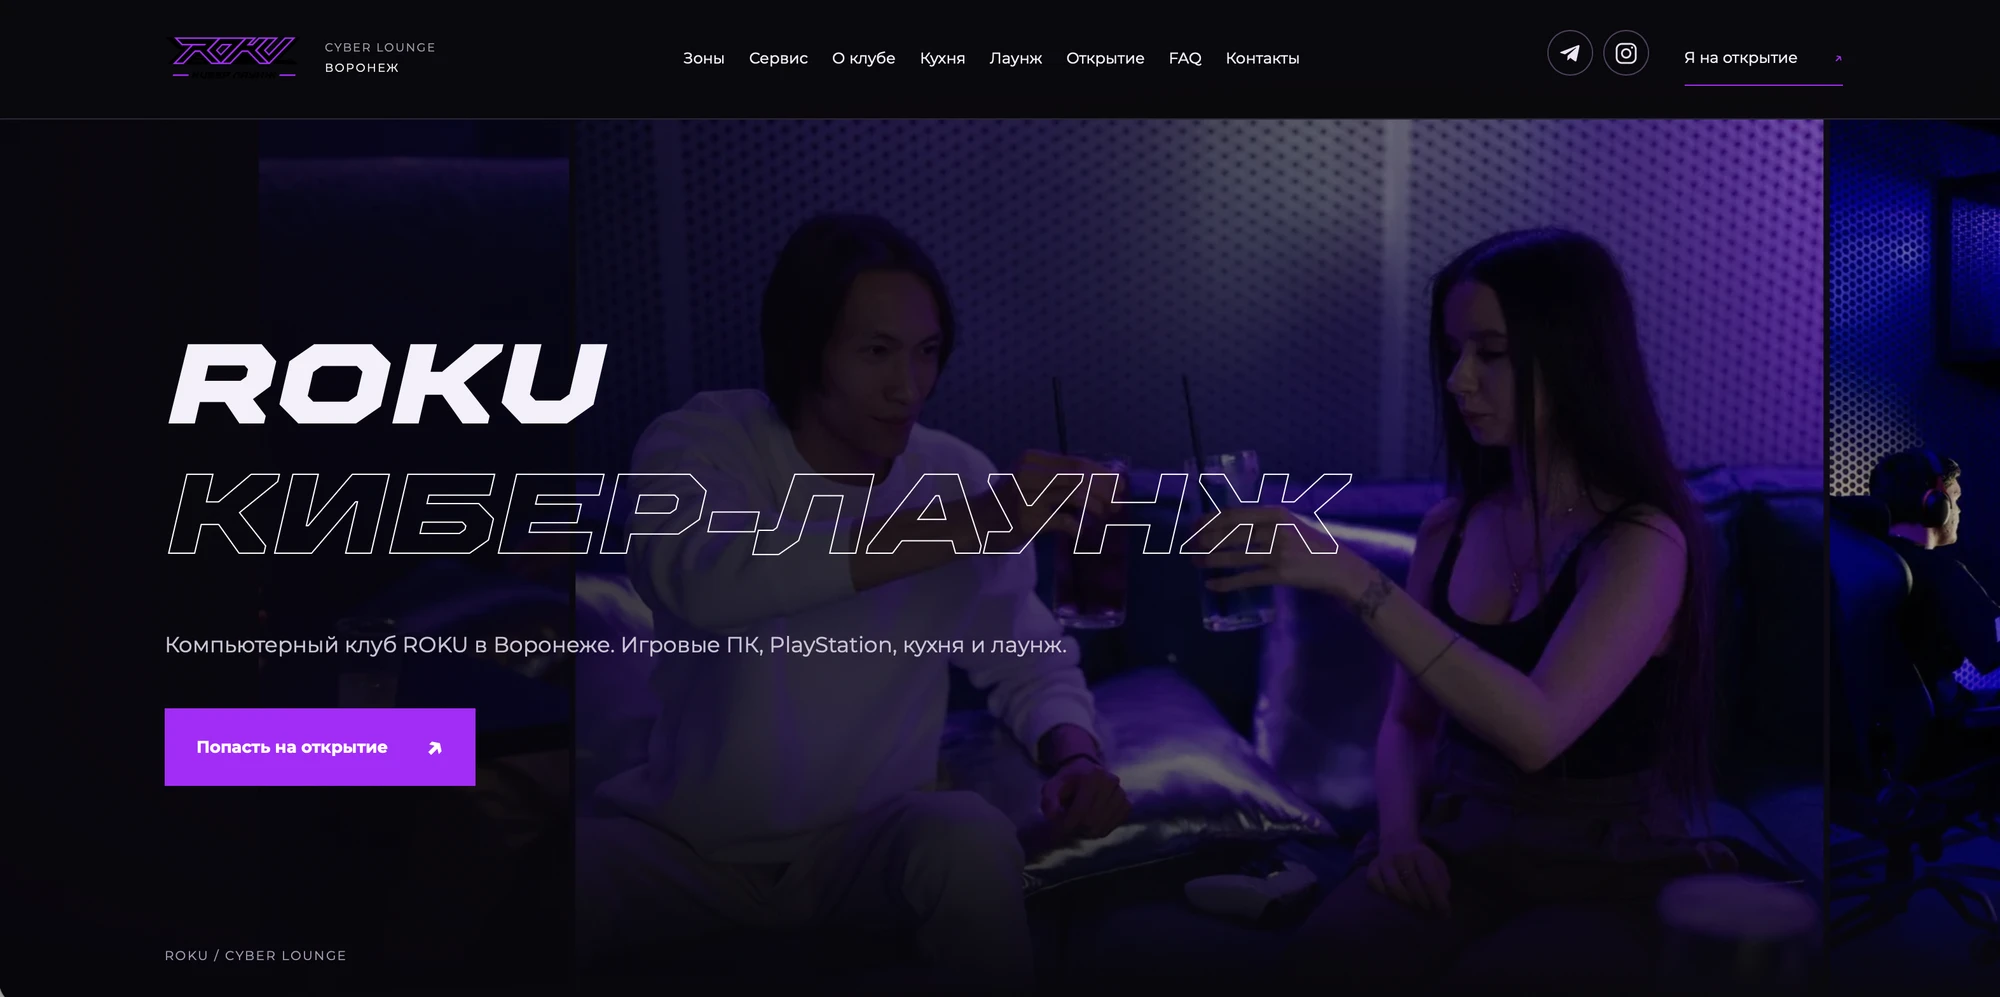 ROKU
CYBER LOUNGE
ВОРОНЕЖ
Зоны
Сервис
О клубе
Кухня
Лаунж
Открытие
FAQ
Контакты
Я на открытие
ROKU
КИБЕР-ЛАУНЖ
Компьютерный клуб ROKU в Воронеже. Игровые ПК, PlayStation, кухня и лаунж.
Попасть на открытие
ROKU / CYBER LOUNGE